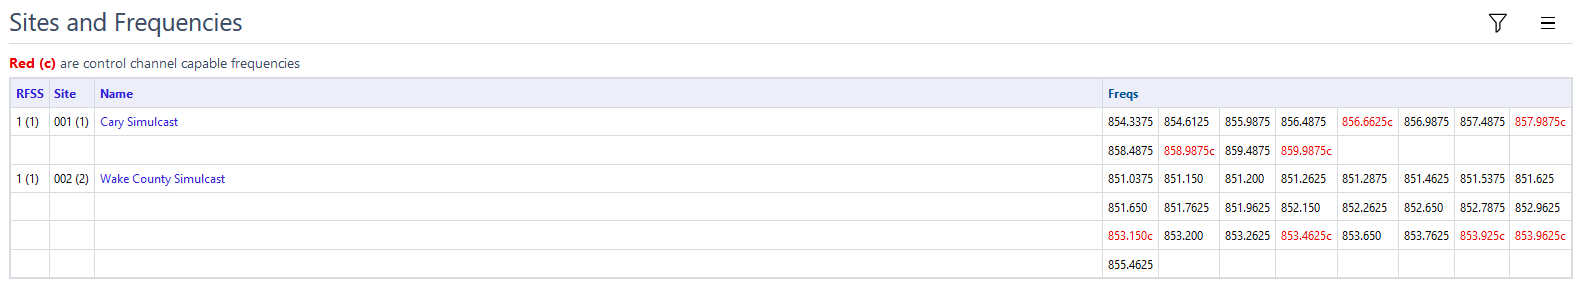 Sites and Frequencies
Red (c) are control channel capable frequencies
RFSS Site Name Freqs
1 (1) 001 (1) Cary Simulcast 854.3375 854.6125 855.9875 856.4875 856.6625c 856.9875 857.4875 857.9875c
858.4875 858.9875c 859.4875 859.9875c
1 (1) 002 (2) Wake County Simulcast 851.0375 851.150 851.200 851.2625 851.2875 851.4625 851.5375 851.625
851.650 851.7625 851.9625 852.150 852.2625 852.650 852.7875 852.9625
853.150c 853.200 853.2625 853.4625c 853.650 853.7625 853.925c 853.9625c
855.4625